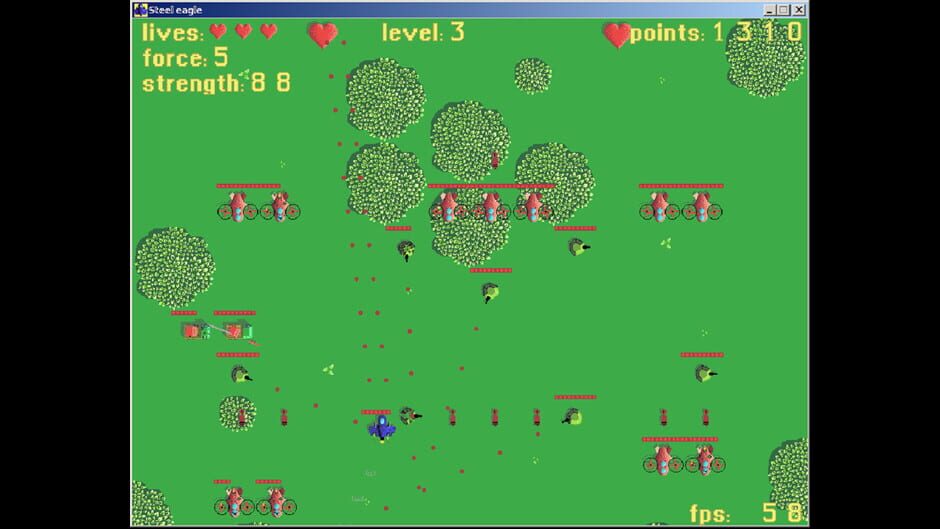 Steel eagle
lives:
level: 3
points: 1 3 1 0
force: 5
strength: 8 8
fps: 5 8